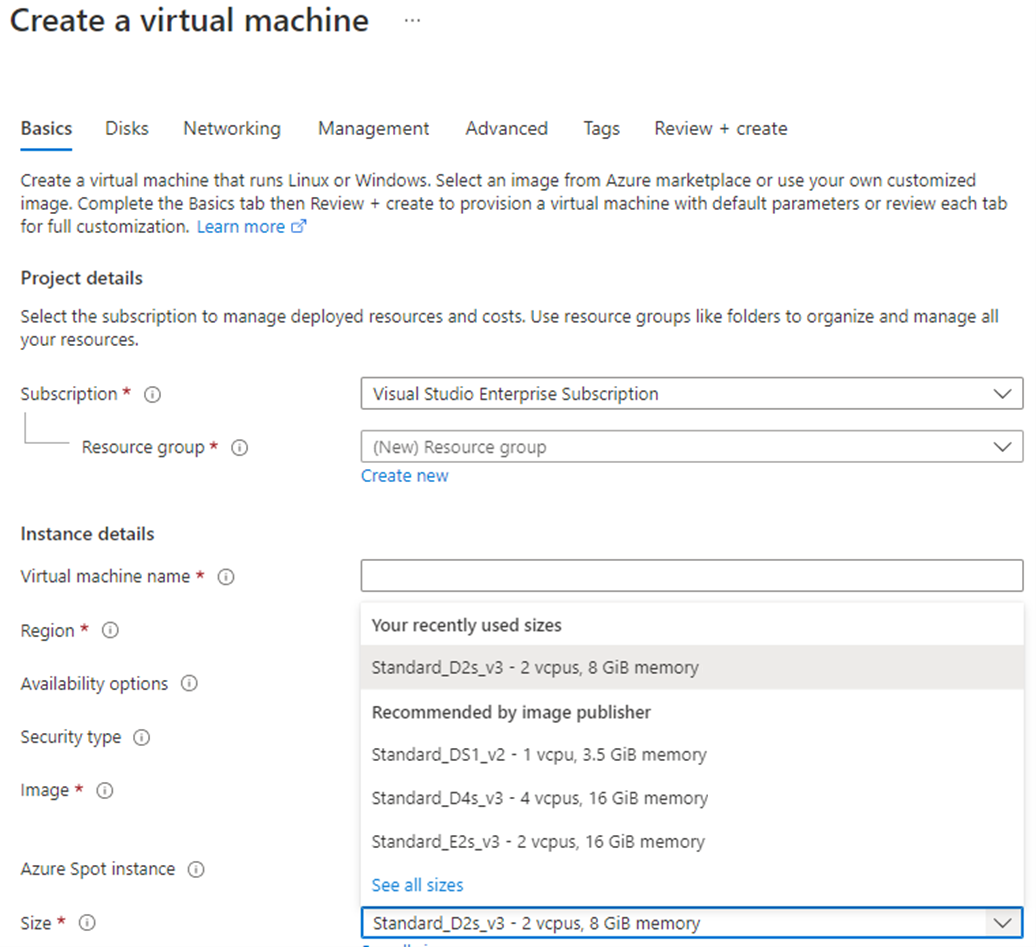 Create a virtual machine ...
Basics Disks Networking Management Advanced Tags Review + create
Create a virtual machine that runs Linux or Windows. Select an image from Azure marketplace or use your own customized
image. Complete the Basics tab then Review + create to provision a virtual machine with default parameters or review each tab
for full customization. Learn more
Project details
Select the subscription to manage deployed resources and costs. Use resource groups like folders to organize and manage all
your resources.
Subscription *
Visual Studio Enterprise Subscription
Resource group *
(New) Resource group
Create new
Instance details
Virtual machine name *
Region *
Availability options
Security type
Image *
Azure Spot instance
Your recently used sizes
Standard_D2s_v3 - 2 vcpus, 8 GiB memory
Recommended by image publisher
Standard_DS1_v2 - 1 vcpu, 3.5 GiB memory
Standard_D4s_v3 - 4 vcpus, 16 GiB memory
Standard_E2s_v3 - 2 vcpus, 16 GiB memory
See all sizes
Size *
Standard_D2s_v3 - 2 vcpus, 8 GiB memory